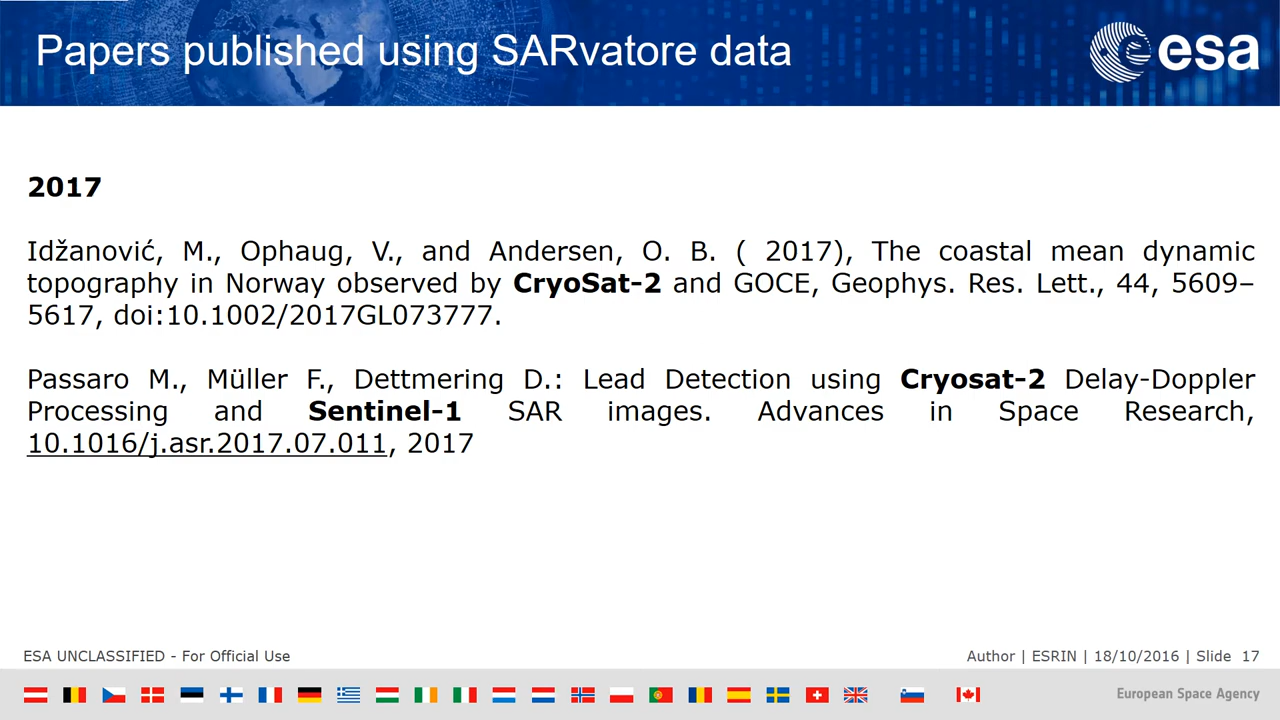 Papers published using SARvatore data
esa
2017
Idžanović, M., Ophaug, V., and Andersen, O. B. ( 2017), The coastal mean dynamic
topography in Norway observed by CryoSat-2 and GOCE, Geophys. Res. Lett., 44, 5609–
5617, doi:10.1002/2017GL073777.
Passaro M., Müller F., Dettmering D.: Lead Detection using Cryosat-2 Delay-Doppler
Processing and Sentinel-1 SAR images. Advances in Space Research,
10.1016/j.asr.2017.07.011, 2017
ESA UNCLASSIFIED - For Official Use
Author | ESRIN | 18/10/2016 | Slide 17
European Space Agency